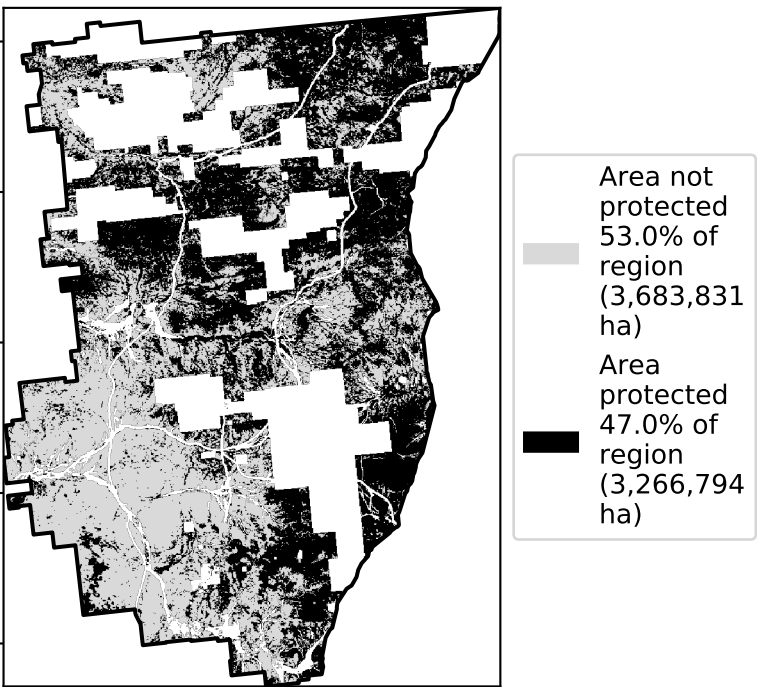 Area not
protected
53.0% of
region
(3,683,831
ha)
Area
protected
47.0% of
region
(3,266,794
ha)